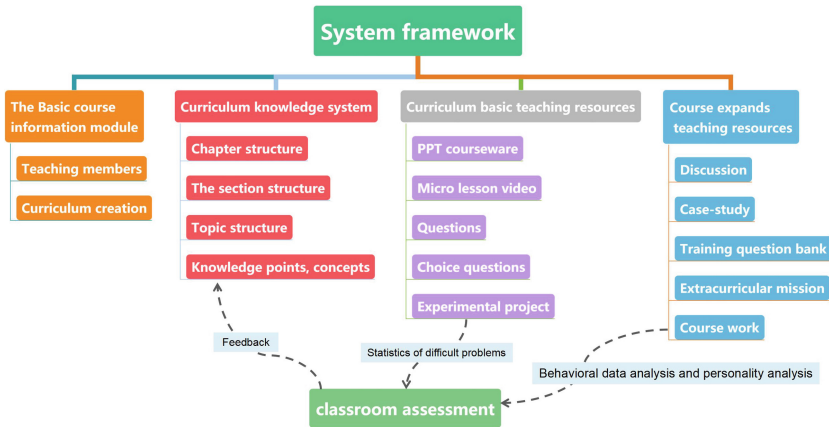 System framework
The Basic course
information module
Teaching members
Curriculum creation
Curriculum knowledge system
Chapter structure
The section structure
Topic structure
Knowledge points, concepts
Curriculum basic teaching resources
PPT courseware
Micro lesson video
Questions
Choice questions
Experimental project
Course expands
teaching resources
Discussion
Case-study
Training question bank
Extracurricular mission
Course work
Feedback
Statistics of difficult problems
Behavioral data analysis and personality analysis
classroom assessment